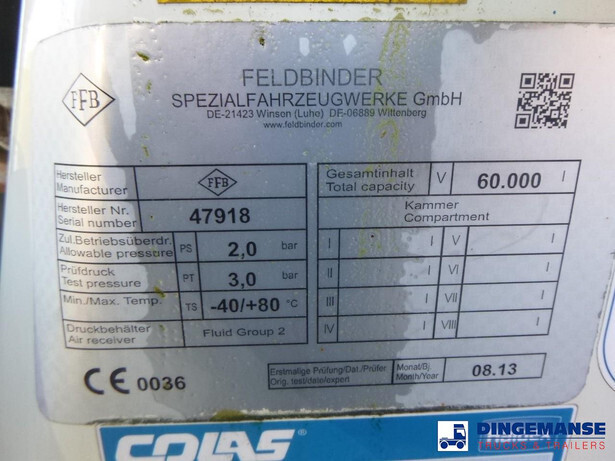 FFB
FELDBINDER
SPEZIALFAHRZEUGWERKE GmbH
DE-21423 Winsen (Luhe) DE-06889 Wittenberg
www.feldbinder.com
Hersteller
Manufacturer
FFB
Hersteller Nr.
Serial number
47918
Zul.Betriebsüberdr.
Allowable pressure
PS
2,0 bar
Prüfdruck
Test pressure
PT
3,0 bar
Min./Max. Temp.
TS
-40/+80 °C
Druckbehälter
Air receiver
Fluid Group 2
Gesamtinhalt
Total capacity
V
60.000 l
Kammer
Compartment
I l V l
II l VI l
III l VII l
IV l VIII l
CE 0036
Erstmalige Prüfung/Dat./Prüfer
Orig. test/date/expert
Monat/Bj.
Month/Year
08.13
COLAS®
DINGEMANSE
TRUCKS & TRAILERS